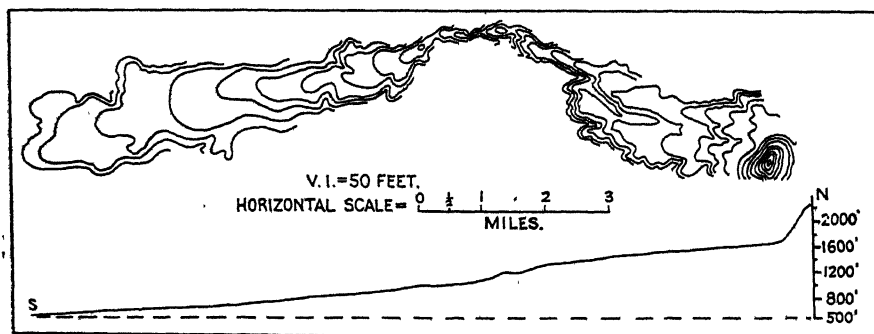 V. I. = 50 FEET.
HORIZONTAL SCALE = 0 ½ 1 2 3
MILES.
N
2000'
1600'
1200'
800'
500'
S